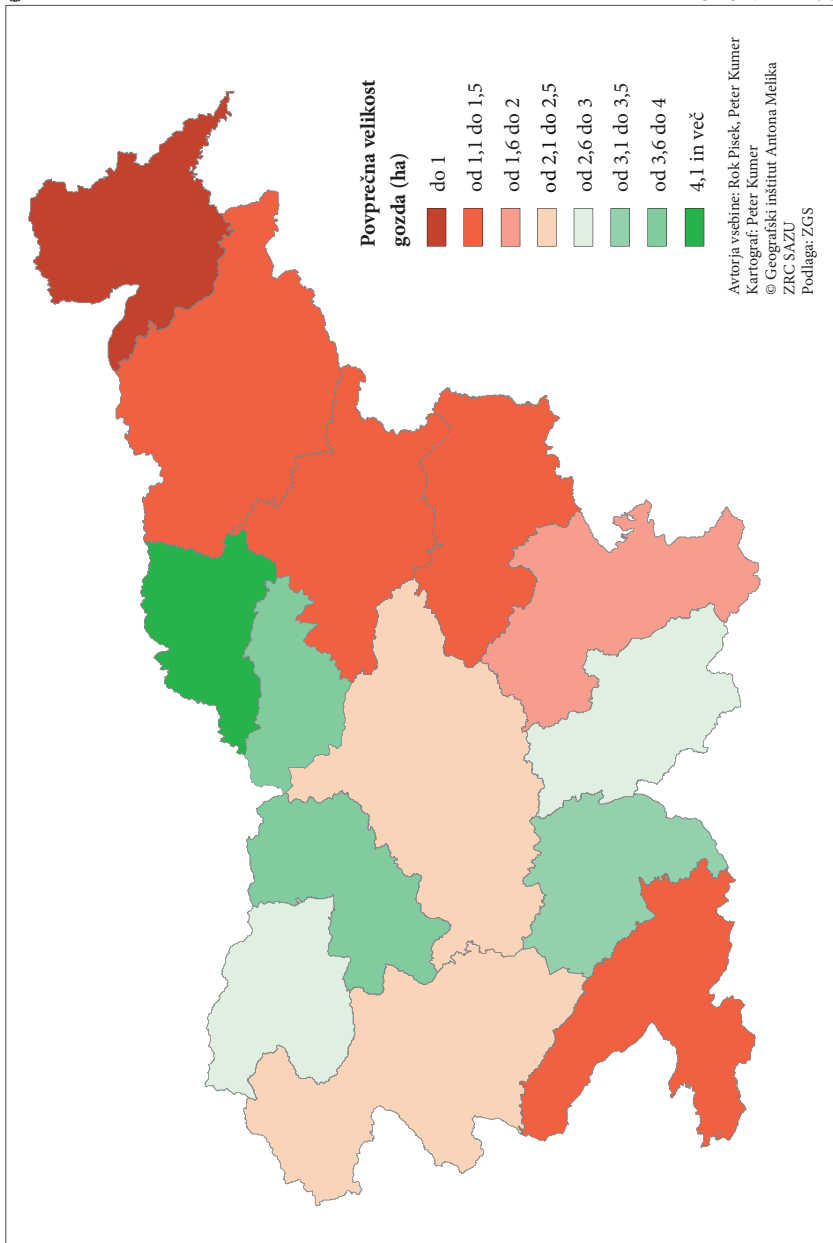 Povprečna velikost
gozda (ha)
do 1
od 1,1 do 1,5
od 1,6 do 2
od 2,1 do 2,5
od 2,6 do 3
od 3,1 do 3,5
od 3,6 do 4
4,1 in več
Avtorja vsebine: Rok Pisek, Peter Kumer
Kartograf: Peter Kumer
© Geografski inštitut Antona Melika
ZRC SAZU
Podlaga: ZGS